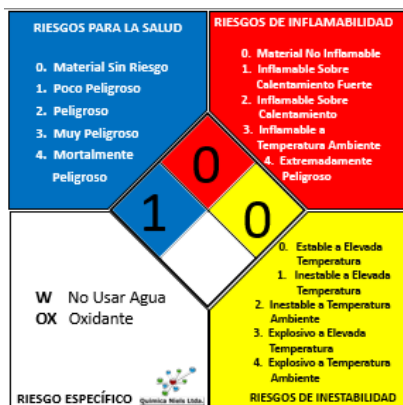 RIESGOS PARA LA SALUD
0. Material Sin Riesgo
1. Poco Peligroso
2. Peligroso
3. Muy Peligroso
4. Mortalmente
Peligroso
RIESGOS DE INFLAMABILIDAD
0. Material No Inflamable
1. Inflamable Sobre
Calentamiento Fuerte
2. Inflamable Sobre
Calentamiento
3. Inflamable a
Temperatura Ambiente
4. Extremadamente
Peligroso
0
1
0
W No Usar Agua
OX Oxidante
RIESGO ESPECÍFICO
Química Niels Ltda.
0. Estable a Elevada
Temperatura
1. Inestable a Elevada
Temperatura
2. Inestable a Temperatura
Ambiente
3. Explosivo a Elevada
Temperatura
4. Explosivo a Temperatura
Ambiente
RIESGOS DE INESTABILIDAD